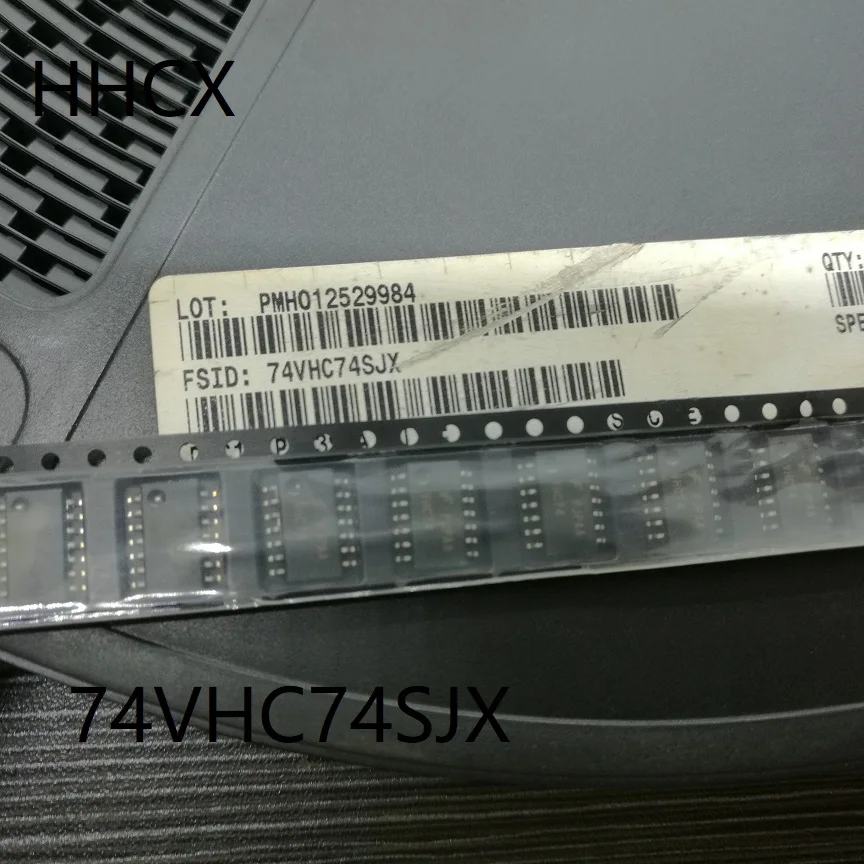 HHCX
LOT: PMH012529984
QTY:
SPE
FSID: 74VHC74SJX
74VHC74SJX